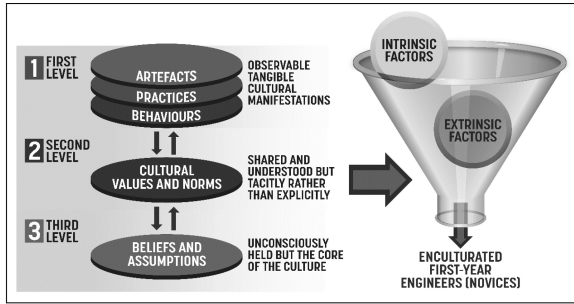 1 FIRST
LEVEL
ARTEFACTS
PRACTICES
BEHAVIOURS
OBSERVABLE
TANGIBLE
CULTURAL
MANIFESTATIONS
2 SECOND
LEVEL
CULTURAL
VALUES AND NORMS
SHARED AND
UNDERSTOOD BUT
TACITLY RATHER
THAN EXPLICITLY
3 THIRD
LEVEL
BELIEFS AND
ASSUMPTIONS
UNCONSCIOUSLY
HELD BUT THE CORE
OF THE CULTURE
INTRINSIC
FACTORS
EXTRINSIC
FACTORS
ENCULTURATED
FIRST-YEAR
ENGINEERS (NOVICES)